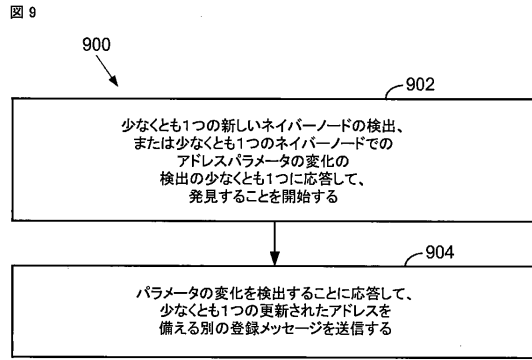 図 9
900
902
少なくとも1つの新しいネイバーノードの検出、
または少なくとも1つのネイバーノードでの
アドレスパラメータの変化の
検出の少なくとも1つに応答して、
発見することを開始する
904
パラメータの変化を検出することに応答して、
少なくとも1つの更新されたアドレスを
備える別の登録メッセージを送信する